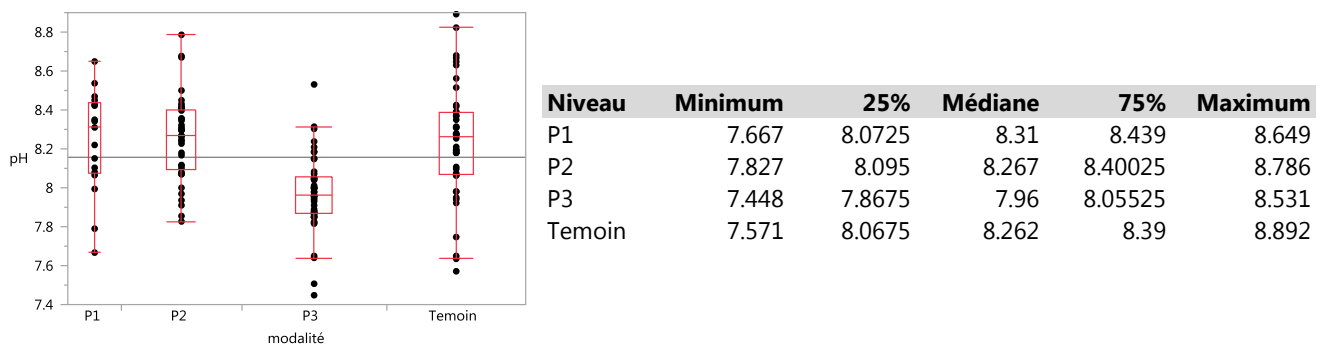 8.8
8.6
8.4
8.2
8
7.8
7.6
7.4
pH
P1 P2 P3 Temoin
modalité
Niveau Minimum 25% Médiane 75% Maximum
P1 7.667 8.0725 8.31 8.439 8.649
P2 7.827 8.095 8.267 8.40025 8.786
P3 7.448 7.8675 7.96 8.05525 8.531
Temoin 7.571 8.0675 8.262 8.39 8.892